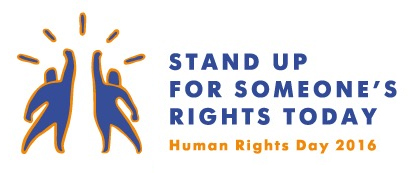 STAND UP
FOR SOMEONE'S
RIGHTS TODAY
Human Rights Day 2016